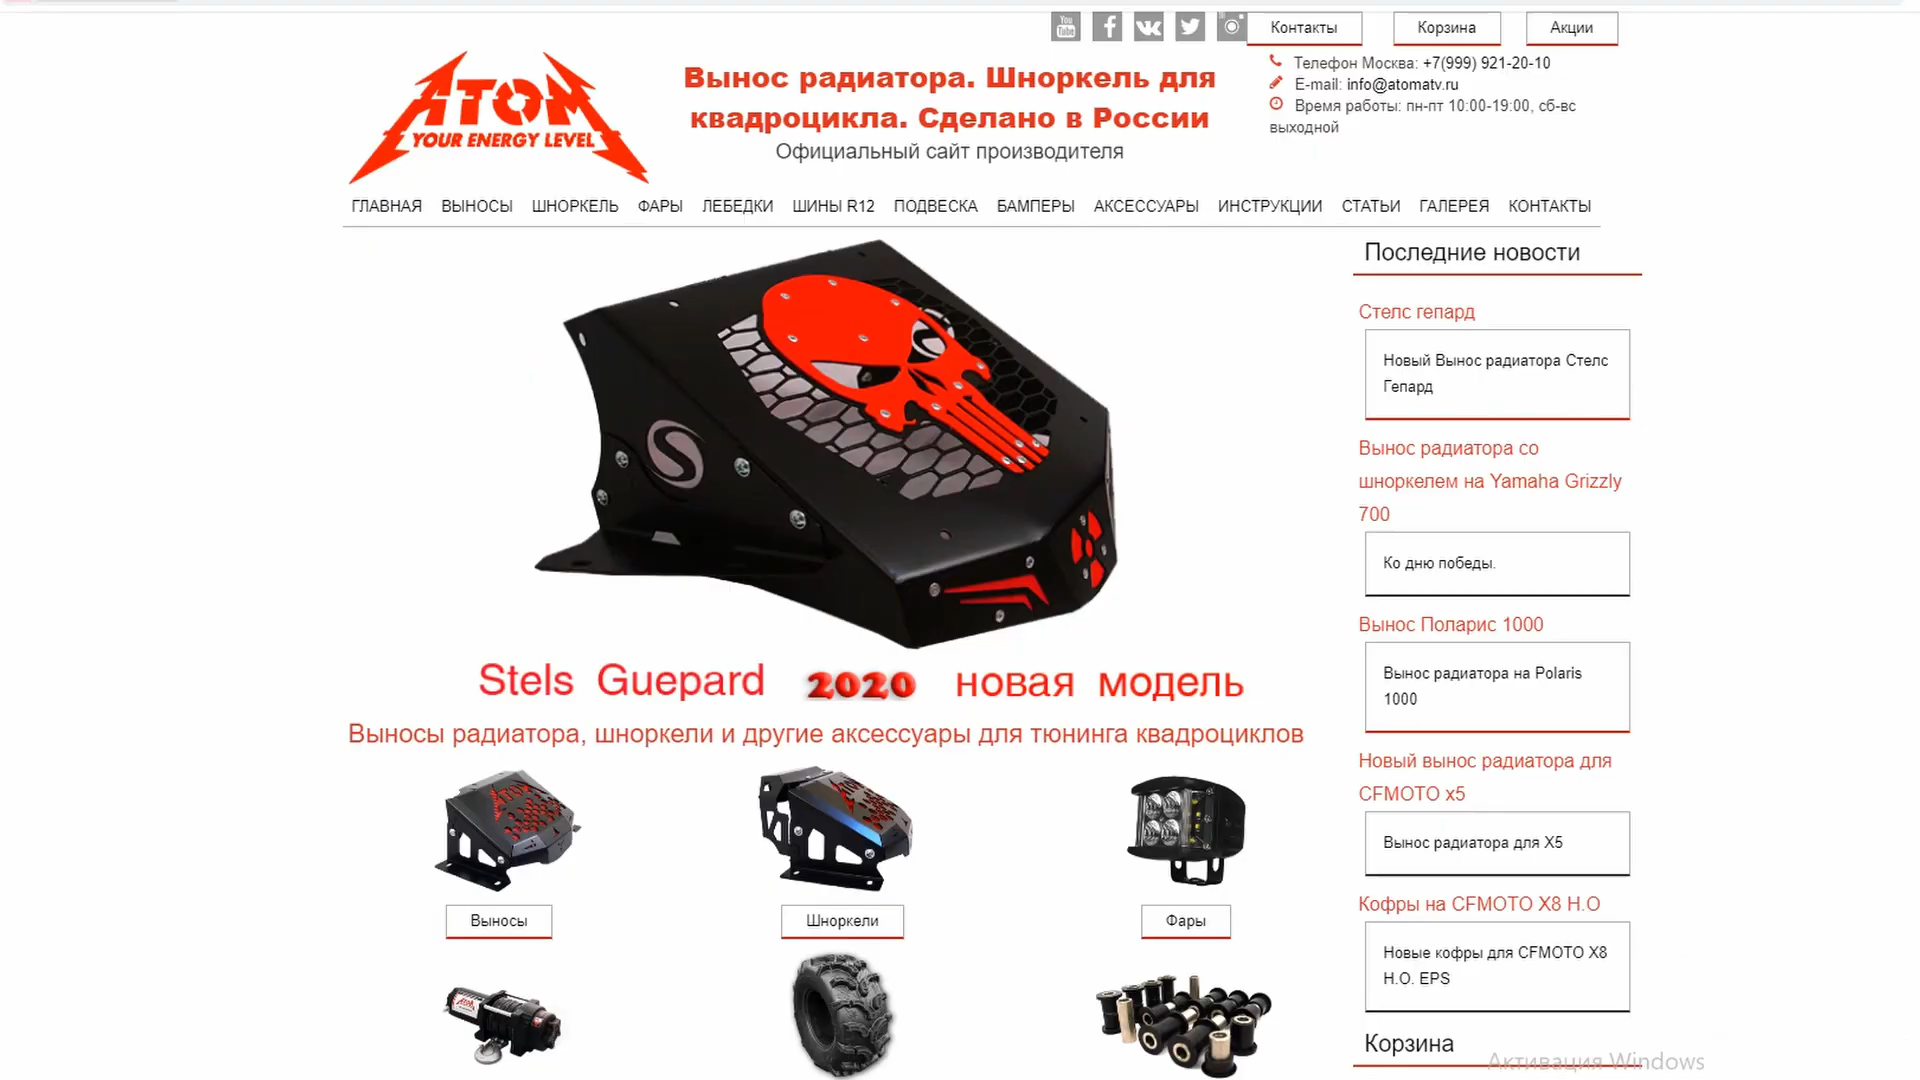 You
Tube
Контакты
Корзина
Акции
ATOM
YOUR ENERGY LEVEL
Вынос радиатора. Шноркель для
квадроцикла. Сделано в России
Официальный сайт производителя
Телефон Москва: +7(999) 921-20-10
E-mail: info@atomatv.ru
Время работы: пн-пт 10:00-19:00, сб-вс
выходной
ГЛАВНАЯ ВЫНОСЫ ШНОРКЕЛЬ ФАРЫ ЛЕБЕДКИ ШИНЫ R12 ПОДВЕСКА БАМПЕРЫ АКСЕССУАРЫ ИНСТРУКЦИИ СТАТЬИ ГАЛЕРЕЯ КОНТАКТЫ
Stels Guepard 2020 новая модель
Выносы радиатора, шноркели и другие аксессуары для тюнинга квадроциклов
ATOM
Выносы
Шноркели
Фары
ATOM
Последние новости
Стелс гепард
Новый Вынос радиатора Стелс
Гепард
Вынос радиатора со
шноркелем на Yamaha Grizzly
700
Ко дню победы.
Вынос Поларис 1000
Вынос радиатора на Polaris
1000
Новый вынос радиатора для
CFMOTO x5
Вынос радиатора для X5
Кофры на CFMOTO X8 H.O
Новые кофры для CFMOTO X8
H.O. EPS
Корзина
Активация Windows